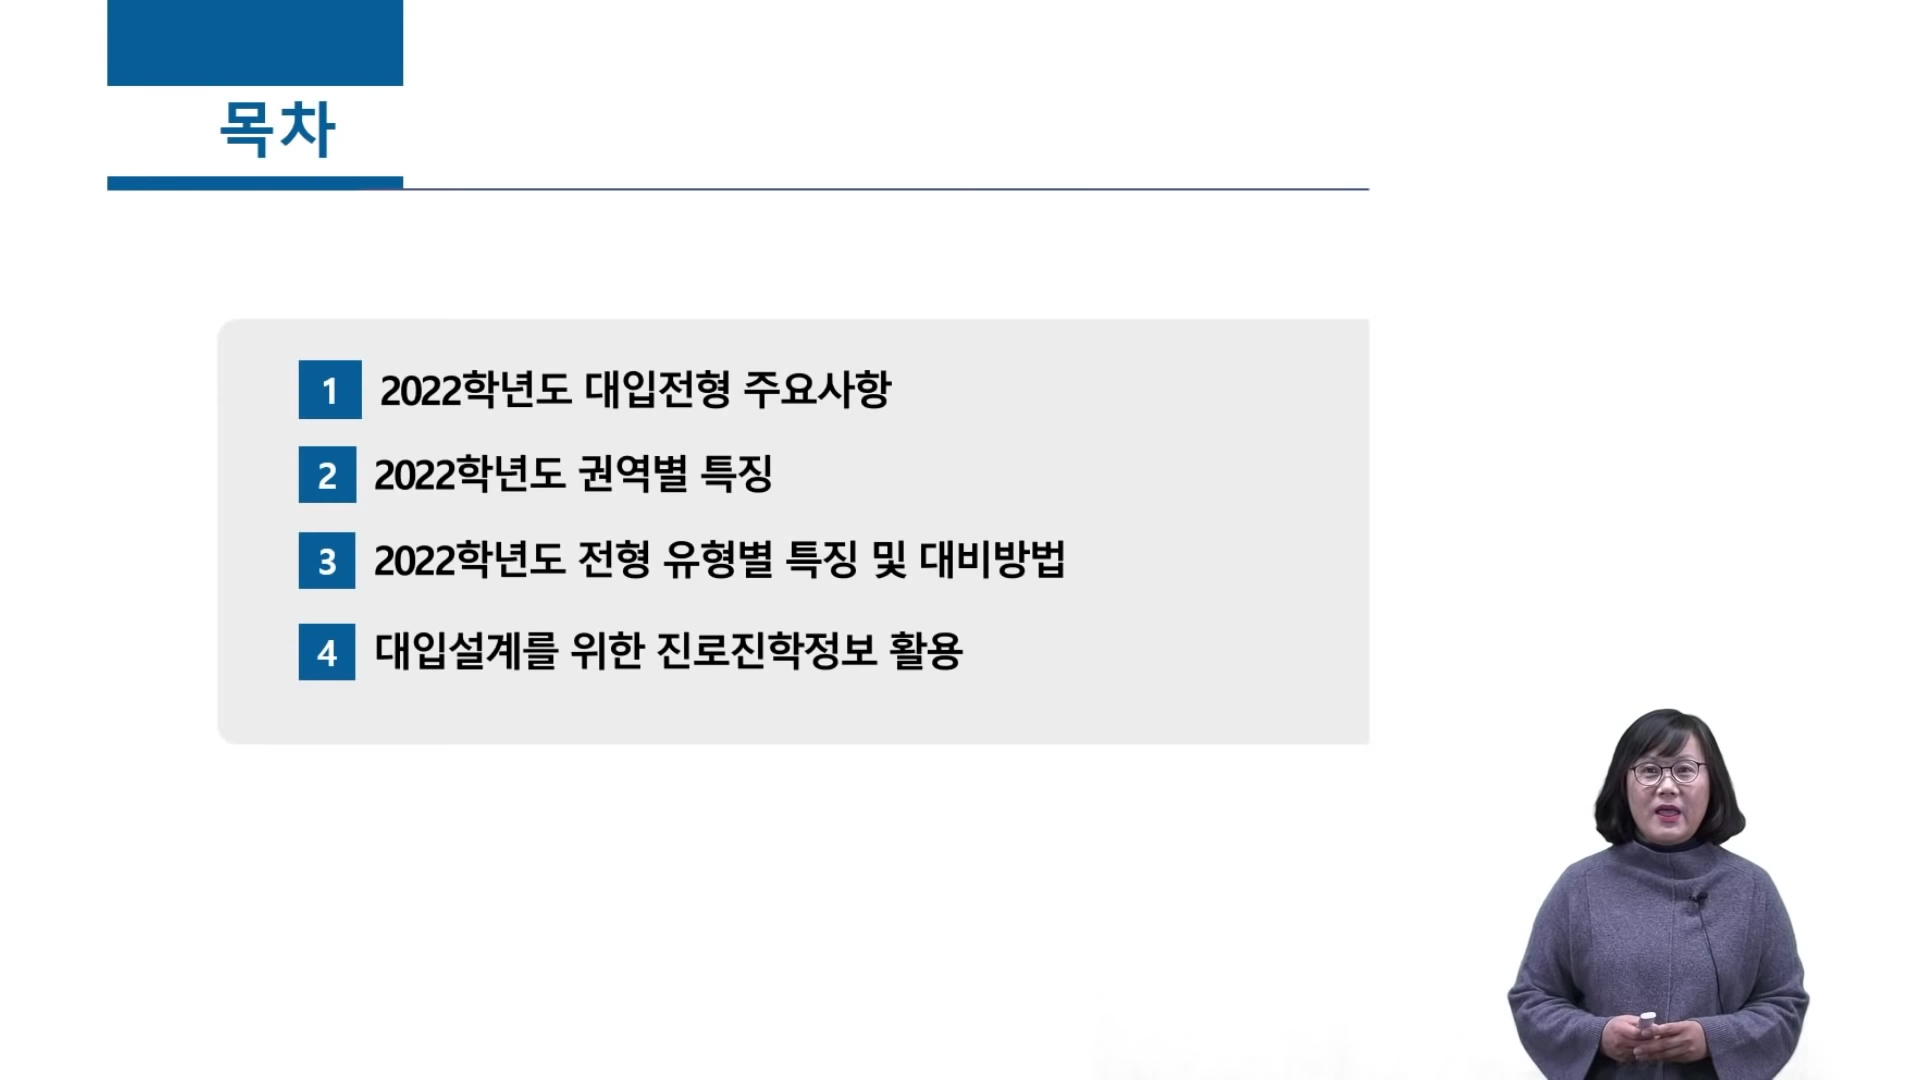 목차
1 2022학년도 대입전형 주요사항
2 2022학년도 권역별 특징
3 2022학년도 전형 유형별 특징 및 대비방법
4 대입설계를 위한 진로진학정보 활용